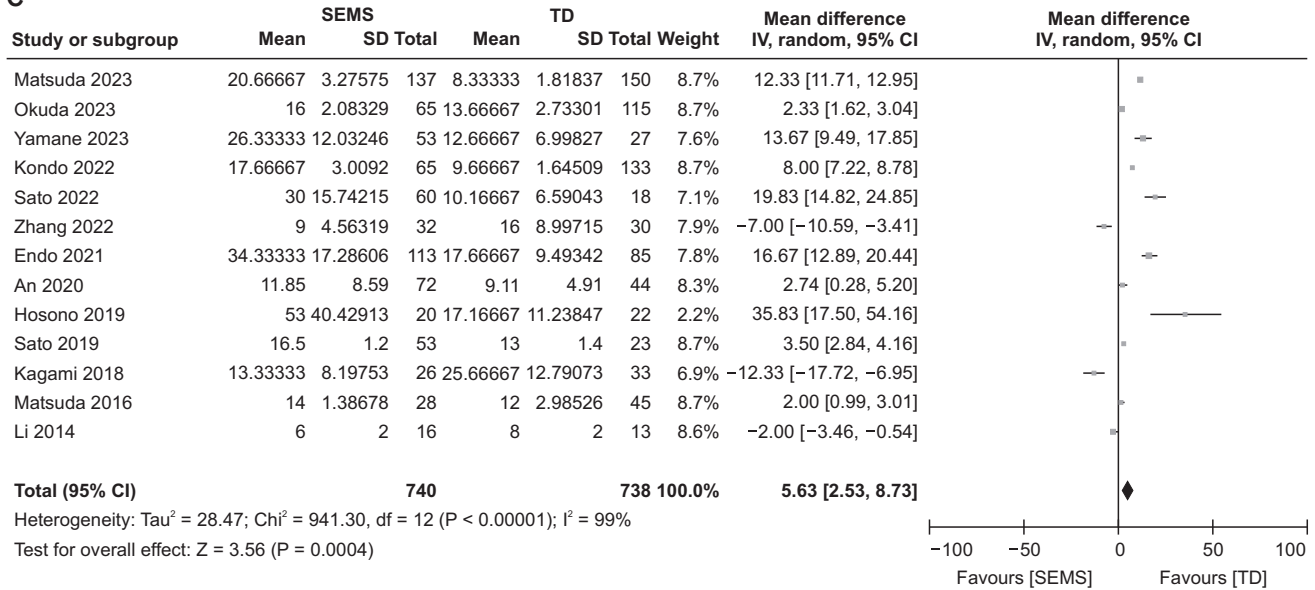 C
SEMS TD Mean difference Mean difference
Study or subgroup Mean SD Total Mean SD Total Weight IV, random, 95% CI IV, random, 95% CI
Matsuda 2023 20.66667 3.27575 137 8.33333 1.81837 150 8.7% 12.33 [11.71, 12.95]
Okuda 2023 16 2.08329 65 13.66667 2.73301 115 8.7% 2.33 [1.62, 3.04]
Yamane 2023 26.33333 12.03246 53 12.66667 6.99827 27 7.6% 13.67 [9.49, 17.85]
Kondo 2022 17.66667 3.0092 65 9.66667 1.64509 133 8.7% 8.00 [7.22, 8.78]
Sato 2022 30 15.74215 60 10.16667 6.59043 18 7.1% 19.83 [14.82, 24.85]
Zhang 2022 9 4.56319 32 16 8.99715 30 7.9% −7.00 [−10.59, −3.41]
Endo 2021 34.33333 17.28606 113 17.66667 9.49342 85 7.8% 16.67 [12.89, 20.44]
An 2020 11.85 8.59 72 9.11 4.91 44 8.3% 2.74 [0.28, 5.20]
Hosono 2019 53 40.42913 20 17.16667 11.23847 22 2.2% 35.83 [17.50, 54.16]
Sato 2019 16.5 1.2 53 13 1.4 23 8.7% 3.50 [2.84, 4.16]
Kagami 2018 13.33333 8.19753 26 25.66667 12.79073 33 6.9% −12.33 [−17.72, −6.95]
Matsuda 2016 14 1.38678 28 12 2.98526 45 8.7% 2.00 [0.99, 3.01]
Li 2014 6 2 16 8 2 13 8.6% −2.00 [−3.46, −0.54]
Total (95% CI) 740 738 100.0% 5.63 [2.53, 8.73]
Heterogeneity: Tau² = 28.47; Chi² = 941.30, df = 12 (P < 0.00001); I² = 99%
Test for overall effect: Z = 3.56 (P = 0.0004)
−100 −50 0 50 100
Favours [SEMS] Favours [TD]